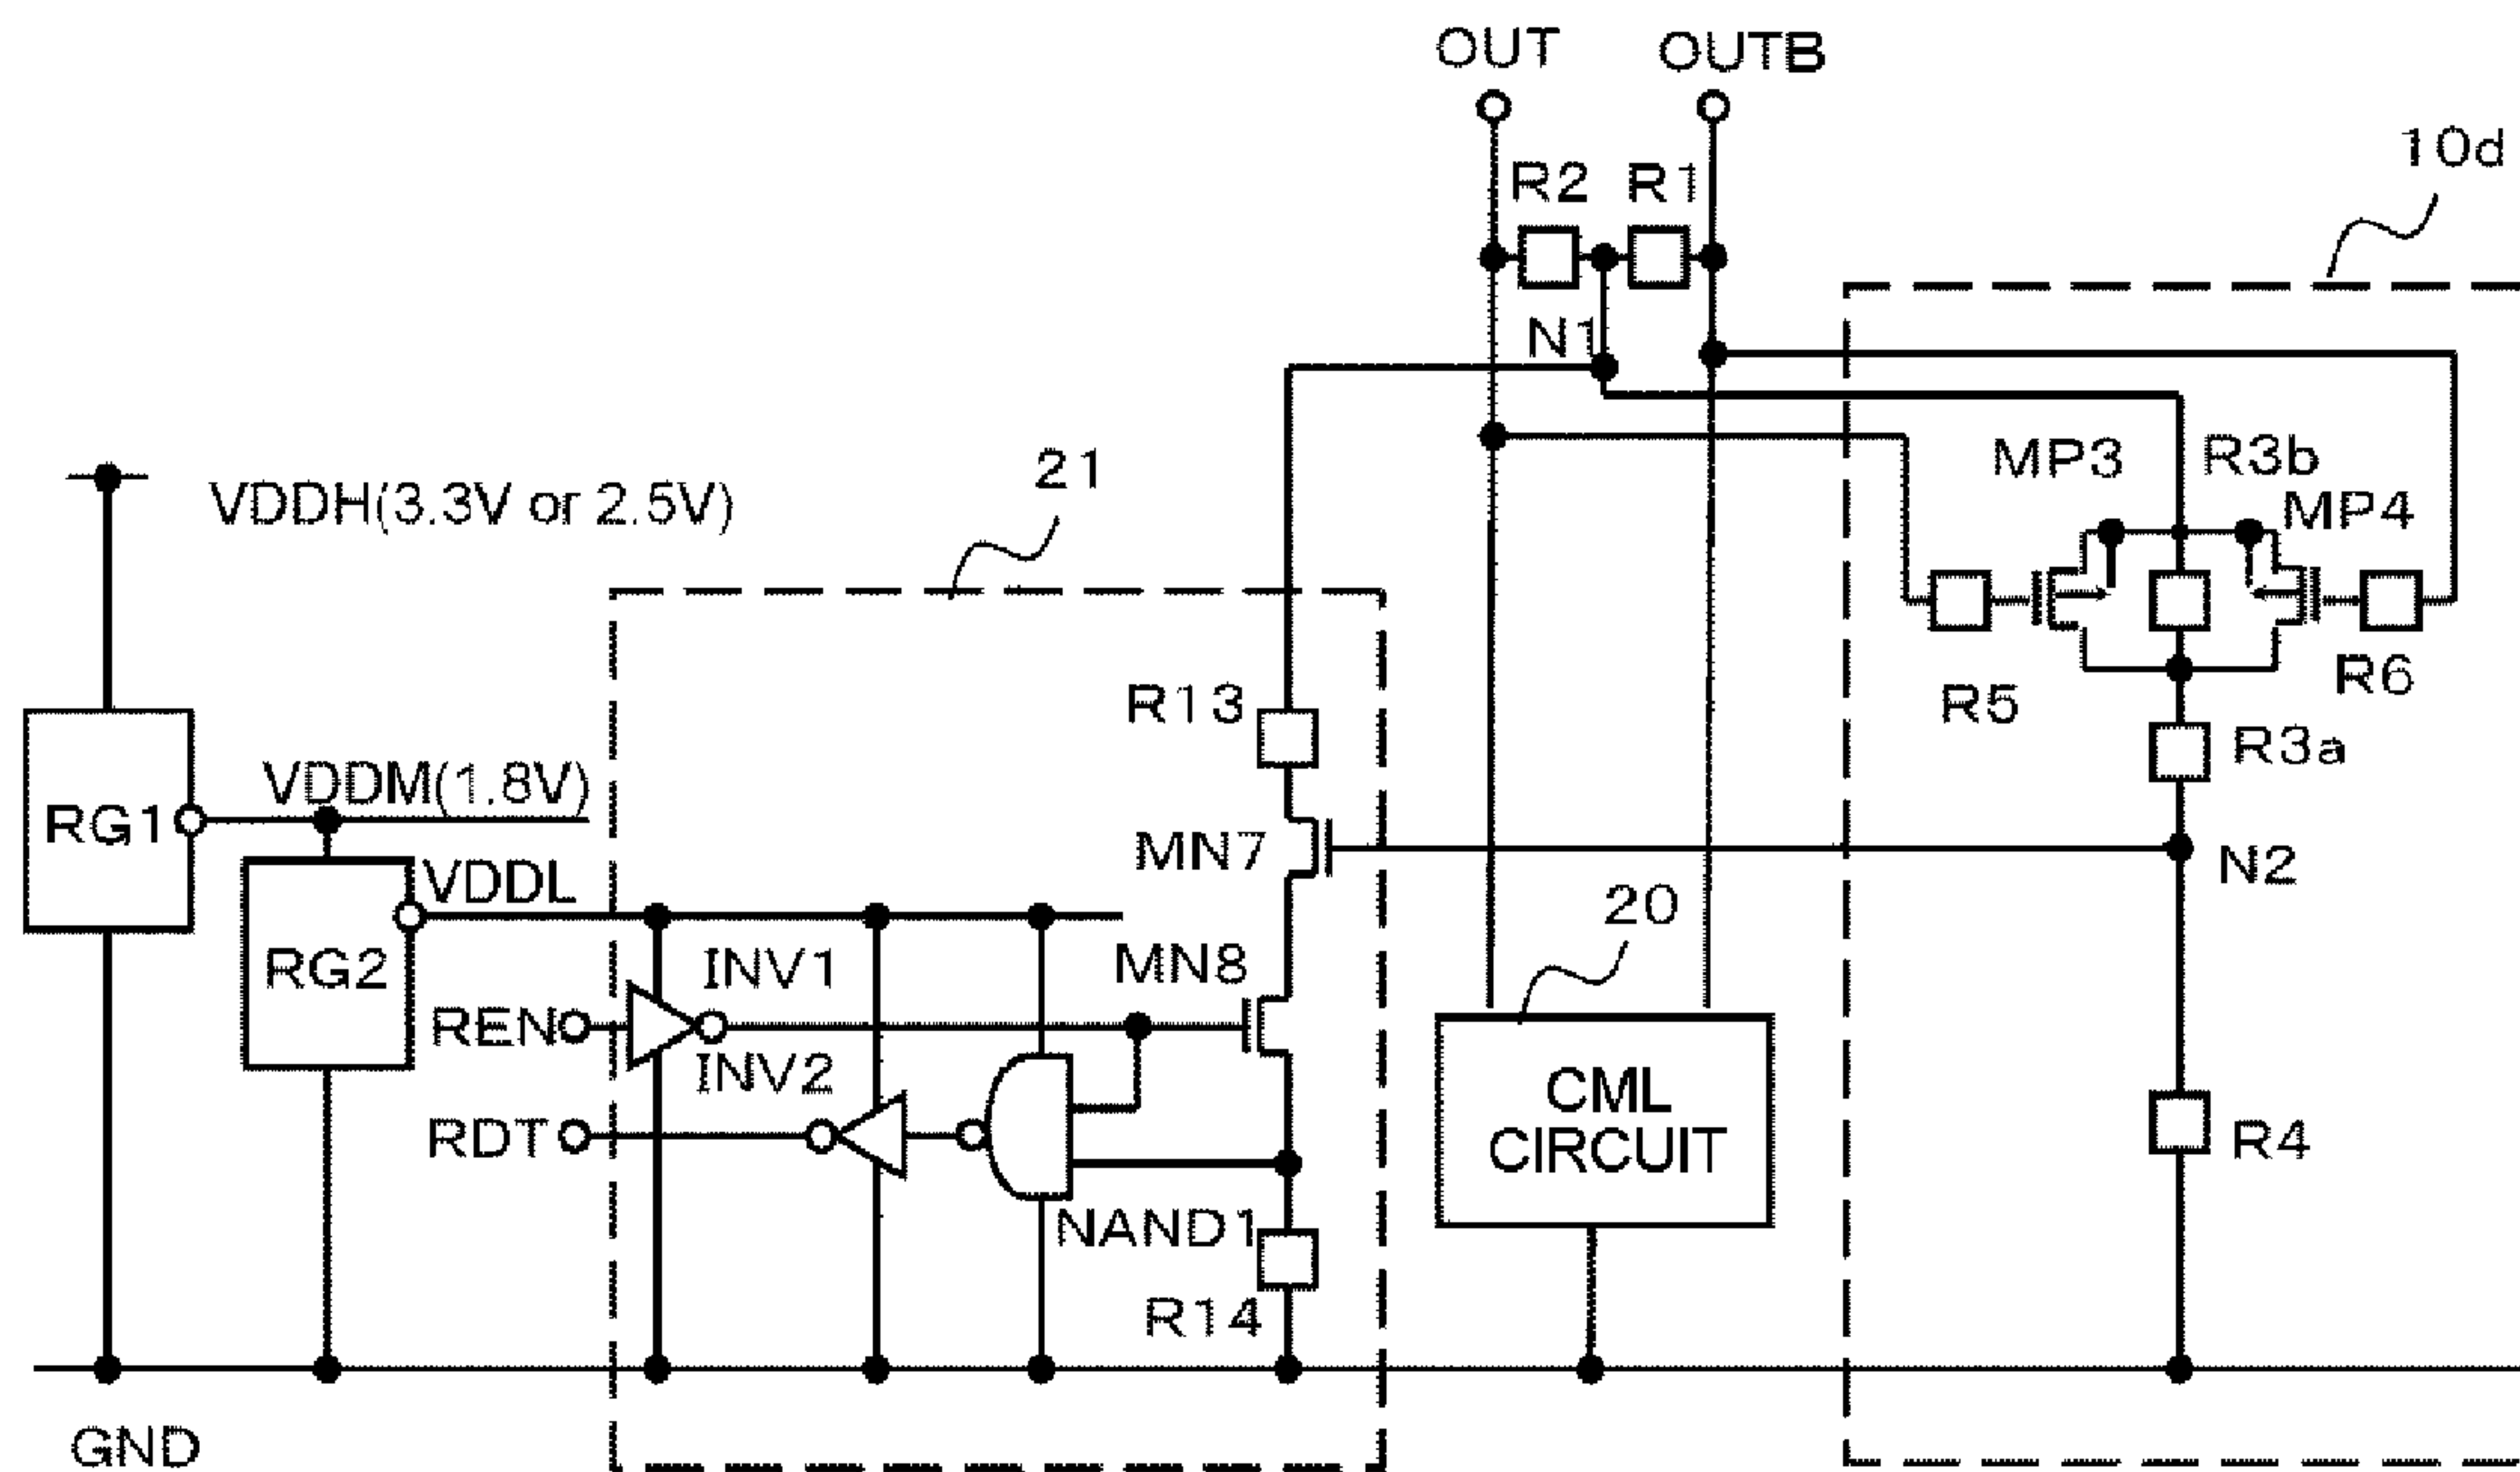 OUT
OUTB
10d
R2
R1
N1
21
MP3
R3b
MP4
VDDH(3.3V or 2.5V)
R13
R5
R6
R3a
VDDM(1.8V)
RG1
MN7
N2
VDDL
20
RG2
INV1
MN8
REN
INV2
CML
CIRCUIT
RDT
R4
NAND1
R14
GND